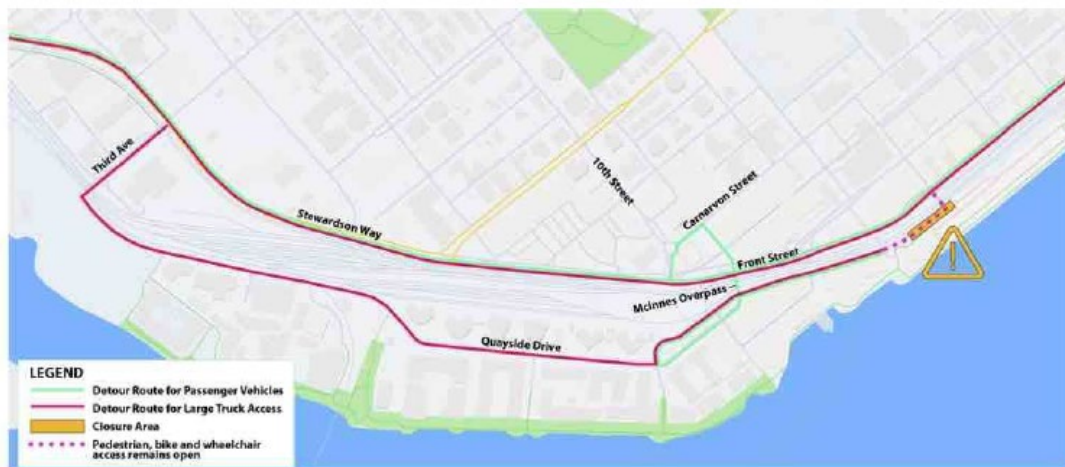 Third Ave
10th Street
Carnarvon Street
Stewardson Way
Front Street
McInnes Overpass
Quayside Drive
LEGEND
Detour Route for Passenger Vehicles
Detour Route for Large Truck Access
Closure Area
Pedestrian, bike and wheelchair
access remains open